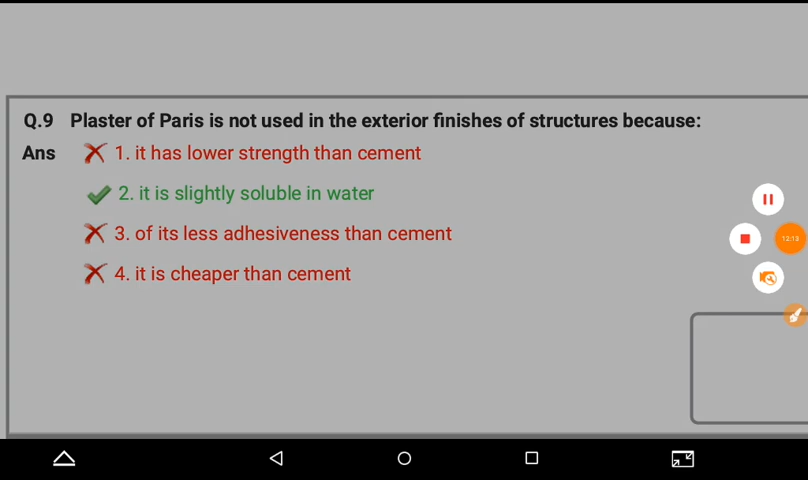 Q.9 Plaster of Paris is not used in the exterior finishes of structures because:
Ans 1. it has lower strength than cement
2. it is slightly soluble in water
3. of its less adhesiveness than cement
4. it is cheaper than cement
12:13